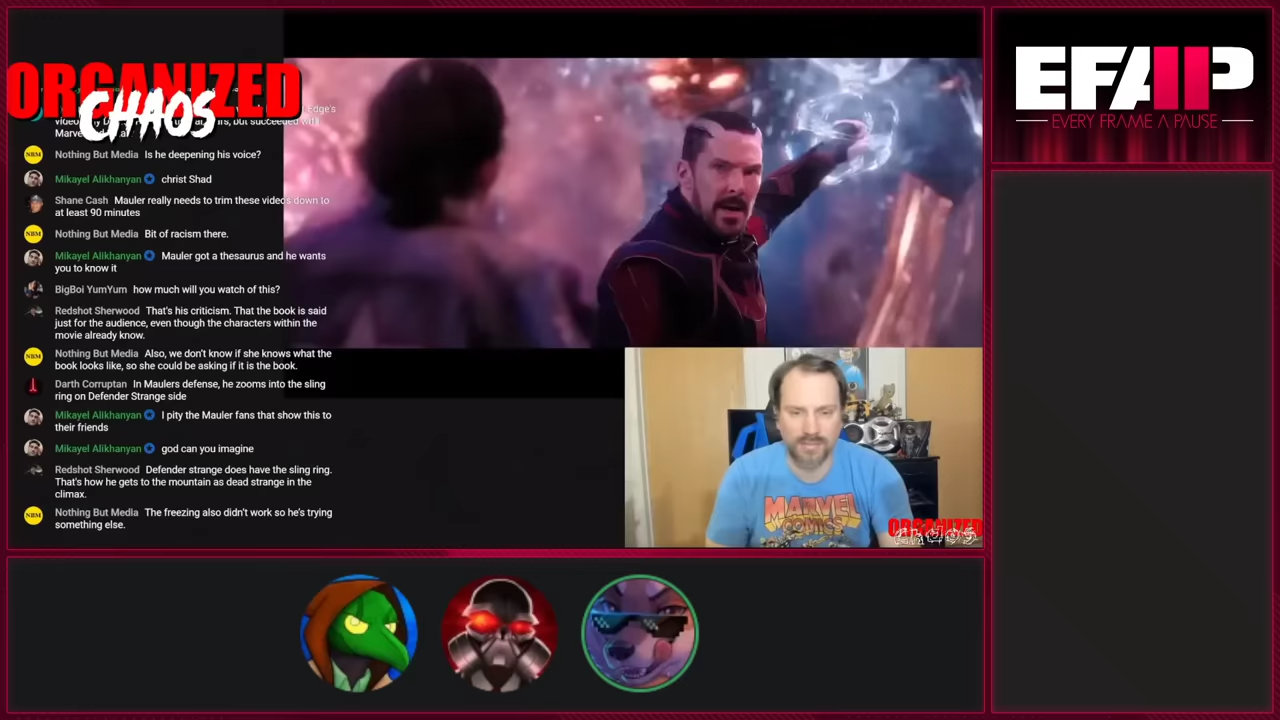 ORGANIZED
CHAOS
Edge's
Nothing But Media Is he deepening his voice?
Mikayel Alikhanyan christ Shad
Shane Cash Mauler really needs to trim these videos down to
at least 90 minutes
Nothing But Media Bit of racism there.
Mikayel Alikhanyan Mauler got a thesaurus and he wants
you to know it
BigBoi YumYum how much will you watch of this?
Redshot Sherwood That's his criticism. That the book is said
just for the audience, even though the characters within the
movie already know.
NBM Nothing But Media Also, we don't know if she knows what the
book looks like, so she could be asking if it is the book.
Darth Corruptan In Maulers defense, he zooms into the sling
ring on Defender Strange side
Mikayel Alikhanyan I pity the Mauler fans that show this to
their friends
Mikayel Alikhanyan god can you imagine
Redshot Sherwood Defender strange does have the sling ring.
That's how he gets to the mountain as dead strange in the
climax.
NBM Nothing But Media The freezing also didn't work so he's trying
something else.
MARVEL
COMICS
ORGANIZED
CHAOS
EFAP
EVERY FRAME A PAUSE